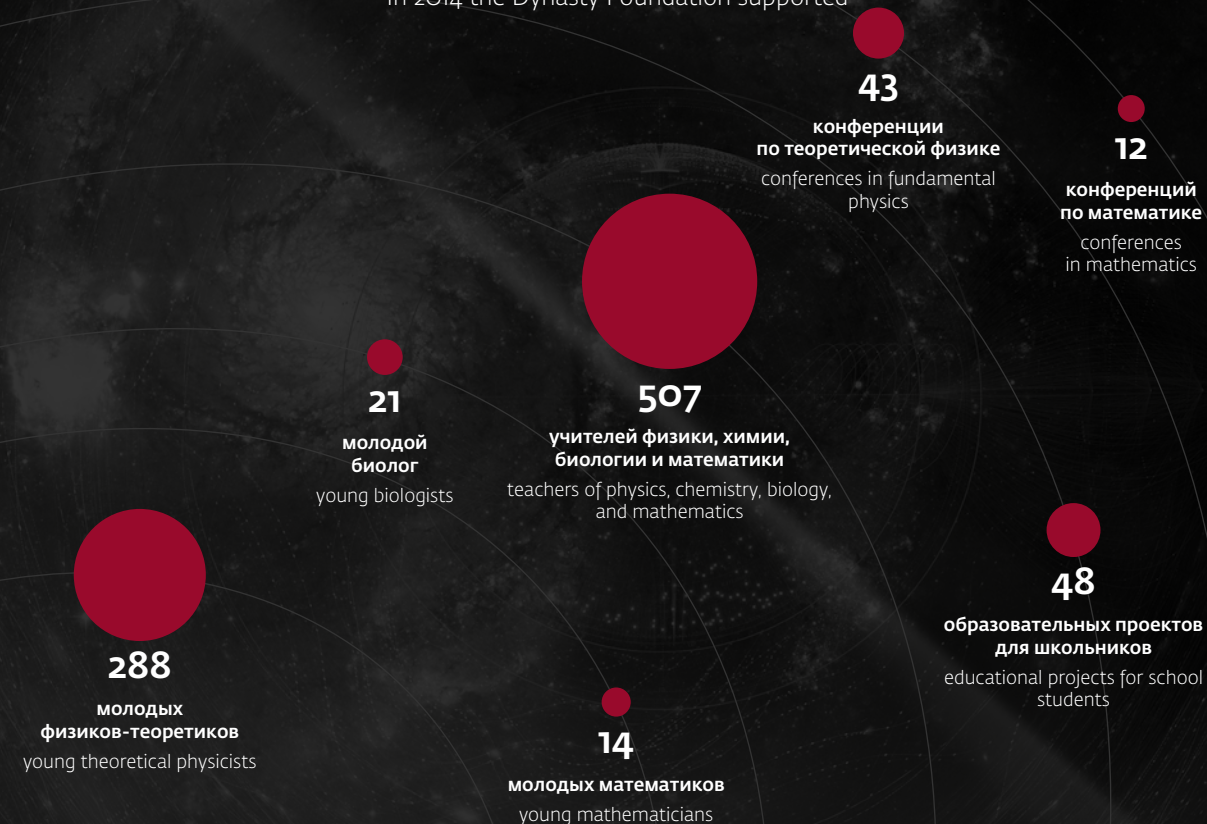 In 2014 the Dynasty Foundation supported
43
конференции
по теоретической физике
conferences in fundamental
physics
12
конференций
по математике
conferences
in mathematics
21
молодой
биолог
young biologists
507
учителей физики, химии,
биологии и математики
teachers of physics, chemistry, biology,
and mathematics
48
образовательных проектов
для школьников
educational projects for school
students
288
молодых
физиков-теоретиков
young theoretical physicists
14
молодых математиков
young mathematicians